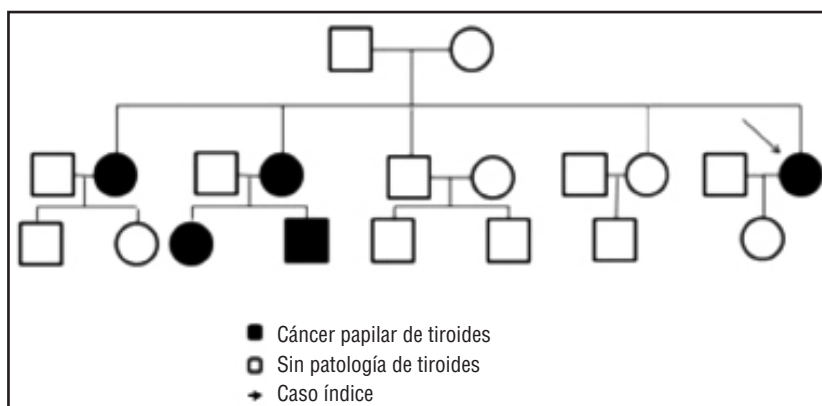 Cáncer papilar de tiroides
Sin patología de tiroides
Caso índice